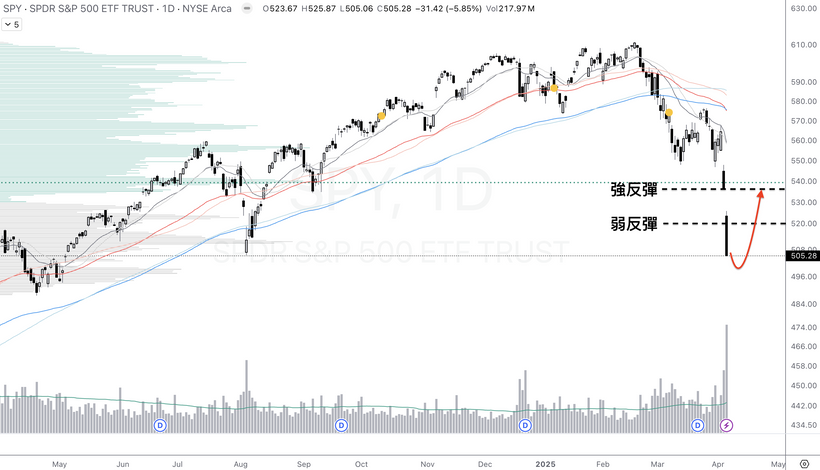 SPY · SPDR S&P 500 ETF TRUST · 1D · NYSE Arca O523.67 H525.87 L505.06 C505.28 −31.42 (−5.85%) Vol217.97M
5
630.00
610.00
590.00
580.00
570.00
560.00
550.00
540.00
530.00
520.00
508.00
505.28
496.00
484.00
474.00
466.00
458.00
450.00
442.00
434.50
SPY, 1D
SPDR S&P 500 ETF TRUST
強反彈
弱反彈
D
D
D
D
May
Jun
Jul
Aug
Sep
Oct
Nov
Dec
2025
Feb
Mar
Apr
May